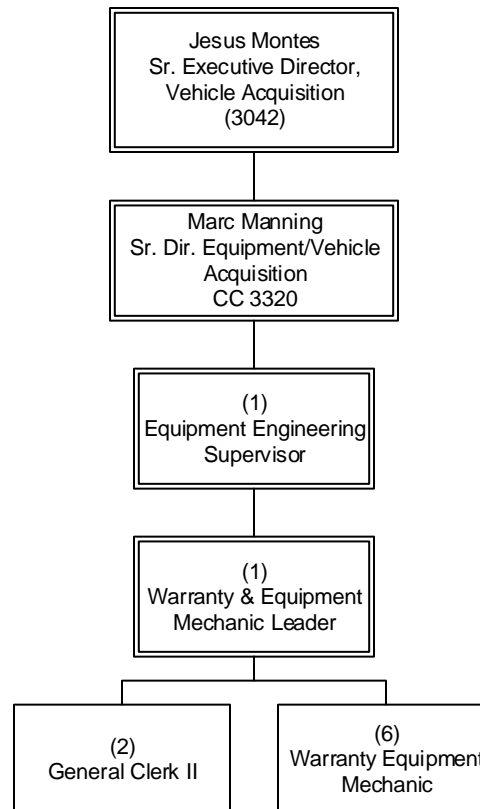 Jesus Montes
Sr. Executive Director,
Vehicle Acquisition
(3042)
Marc Manning
Sr. Dir. Equipment/Vehicle
Acquisition
CC 3320
(1)
Equipment Engineering
Supervisor
(1)
Warranty & Equipment
Mechanic Leader
(2)
General Clerk II
(6)
Warranty Equipment
Mechanic